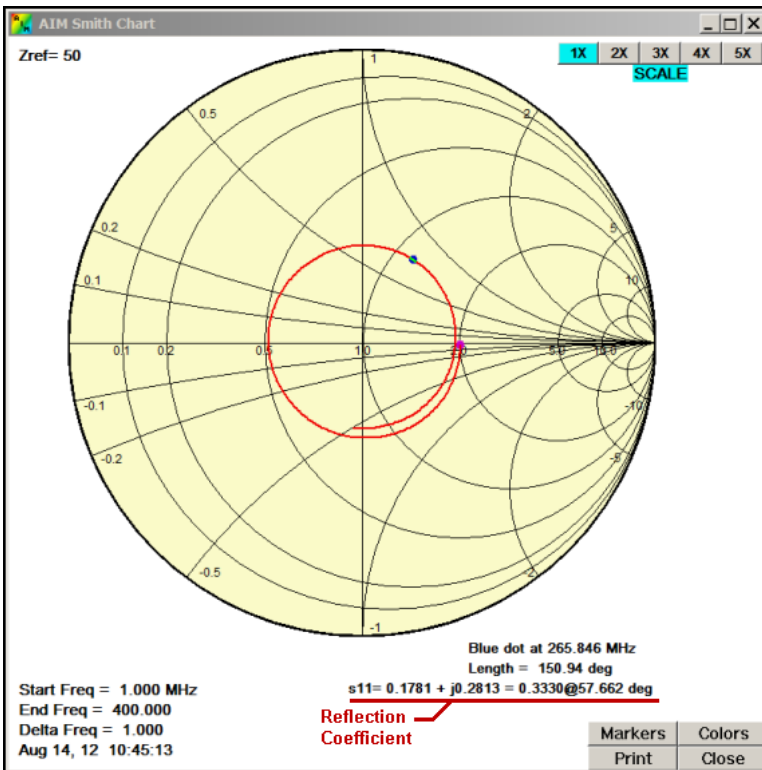 AIM Smith Chart
Zref= 50
1X 2X 3X 4X 5X
SCALE
1
0.5
2
0.2
5
0.1
10
0.1 0.2 0.5 1.0 2.0 5.0 10.0
-0.1
-10
-0.2
-5
-0.5
-2
-1
Blue dot at 265.846 MHz
Length = 150.94 deg
s11= 0.1781 + j0.2813 = 0.3330@57.662 deg
Reflection
Coefficient
Start Freq = 1.000 MHz
End Freq = 400.000
Delta Freq = 1.000
Aug 14, 12 10:45:13
Markers Colors
Print Close